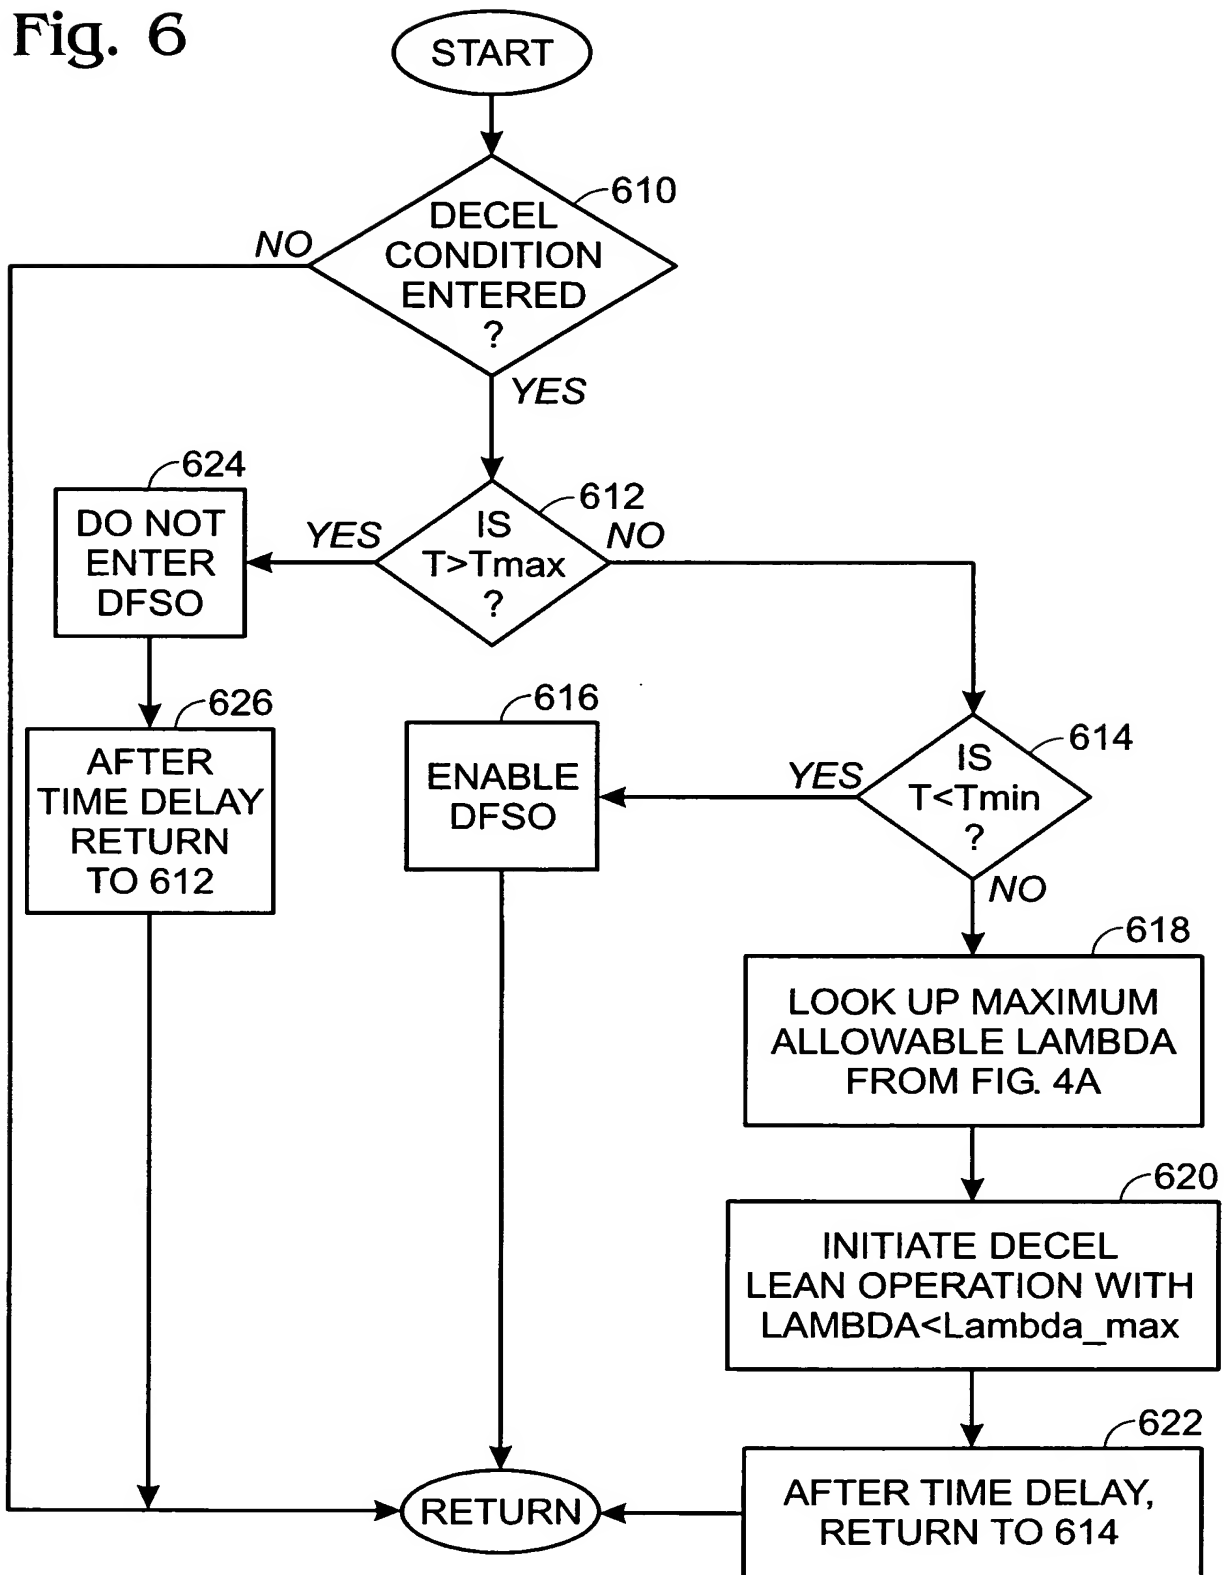 Fig. 6
START
610
DECEL
CONDITION
ENTERED
?
NO
YES
624
612
DO NOT
ENTER
DFSO
YES
IS
T>Tmax
?
NO
626
616
614
AFTER
TIME DELAY
RETURN
TO 612
ENABLE
DFSO
YES
IS
T<Tmin
?
NO
618
LOOK UP MAXIMUM
ALLOWABLE LAMBDA
FROM FIG. 4A
620
INITIATE DECEL
LEAN OPERATION WITH
LAMBDA<Lambda_max
622
AFTER TIME DELAY,
RETURN TO 614
RETURN